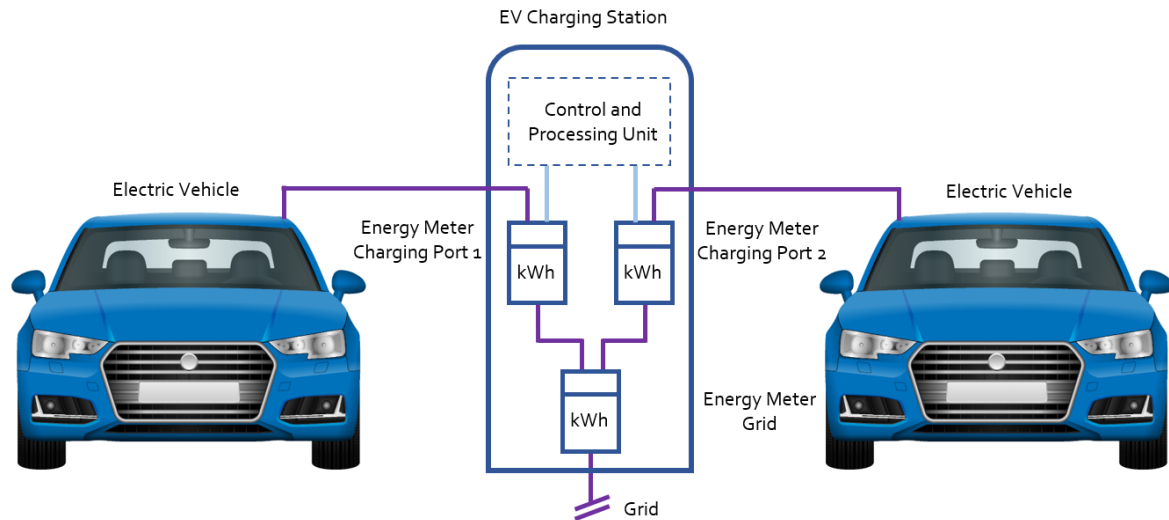 EV Charging Station
Control and
Processing Unit
Electric Vehicle
Electric Vehicle
Energy Meter
Charging Port 1
Energy Meter
Charging Port 2
kWh
kWh
kWh
Energy Meter
Grid
Grid